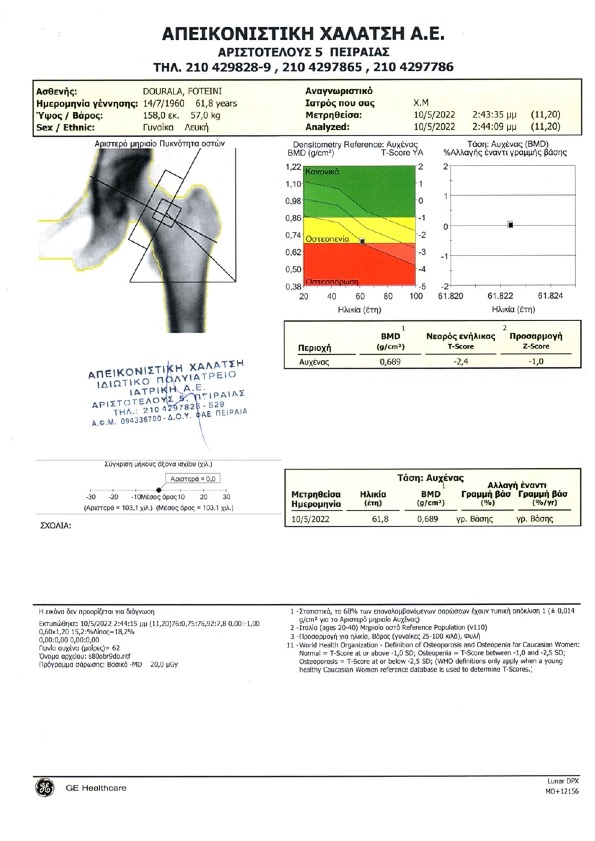 ΑΠΕΙΚΟΝΙΣΤΙΚΗ ΧΑΛΑΤΣΗ Α.Ε.
ΑΡΙΣΤΟΤΕΛΟΥΣ 5 ΠΕΙΡΑΙΑΣ
ΤΗΛ. 210 429828-9 , 210 4297865 , 210 4297786
Ασθενής: DOURALA, FOTEINI Αναγνωριστικό
Ημερομηνία γέννησης: 14/7/1960 61,8 years Ιατρός που σας Χ.Μ
Ύψος / Βάρος: 158,0 εκ. 57,0 kg Μετρηθείσα: 10/5/2022 2:43:35 μμ (11,20)
Sex / Ethnic: Γυναίκα Λευκή Analyzed: 10/5/2022 2:44:09 μμ (11,20)
Αριστερό μηριαίο Πυκνότητα οστών
Densitometry Reference: Αυχένας
BMD (g/cm²) T-Score YA
Κανονικά
Οστεοπενία
Οστεοπόρωση
1,22 1,10 0,98 0,86 0,74 0,62 0,50 0,38
2 1 0 -1 -2 -3 -4 -5
20 40 60 80 100
Ηλικία (έτη)
Τάση: Αυχένας (BMD)
%Αλλαγής έναντι γραμμής βάσης
2 1 0 -1 -2
61.820 61.822 61.824
Ηλικία (έτη)
1 2
BMD Νεαρός ενήλικας Προσαρμογή
Περιοχή (g/cm²) T-Score Z-Score
Αυχένας 0,689 -2,4 -1,0
ΑΠΕΙΚΟΝΙΣΤΙΚΗ ΧΑΛΑΤΣΗ
ΙΔΙΩΤΙΚΟ ΠΟΛΥΙΑΤΡΕΙΟ
ΙΑΤΡΙΚΗ Α.Ε.
ΑΡΙΣΤΟΤΕΛΟΥΣ 5, ΠΕΙΡΑΙΑΣ
ΤΗΛ.: 210 4297828 - 829
Α.Φ.Μ. 094336700 - Δ.Ο.Υ. ΦΑΕ ΠΕΙΡΑΙΑ
Σύγκριση μήκους άξονα ισχίου (χιλ.)
Αριστερά = 0,0
-30 -20 -10 Μέσος όρος 10 20 30
(Αριστερά = 103,1 χιλ.) (Μέσος όρος = 103,1 χιλ.)
ΣΧΟΛΙΑ:
Τάση: Αυχένας
1 Αλλαγή έναντι
Μετρηθείσα Ηλικία BMD Γραμμή βάσ Γραμμή βάσ
Ημερομηνία (έτη) (g/cm²) (%) (%/yr)
10/5/2022 61,8 0,689 γρ. Βάσης γρ. Βάσης
Η εικόνα δεν προορίζεται για διάγνωση
Εκτυπώθηκε: 10/5/2022 2:44:15 μμ (11,20)76:0,75:76,92:7,8 0,00:-1,00
0,60x1,20 15,2:%Λίπος=18,2%
0,00:0,00 0,00:0,00
Γωνία αυχένα (μοίρες)= 62
Όνομα αρχείου: s80obr9do.ntf
Πρόγραμμα σάρωσης: Βασικό -MD 20,0 μGy
1 -Στατιστικά, το 68% των επαναλαμβανόμενων σαρώσεων έχουν τυπική απόκλιση 1 (± 0,014
g/cm² για το Αριστερό μηριαίο Αυχένας)
2 -Ιταλία (ages 20-40) Μηριαίο οστό Reference Population (v110)
3 -Προσαρμογή για ηλικία, Βάρος (γυναίκες 25-100 κιλά), Φυλή
11 -World Health Organization - Definition of Osteoporosis and Osteopenia for Caucasian Women:
Normal = T-Score at or above -1,0 SD; Osteopenia = T-Score between -1,0 and -2,5 SD;
Osteoporosis = T-Score at or below -2,5 SD; (WHO definitions only apply when a young
healthy Caucasian Women reference database is used to determine T-Scores.)
GE Healthcare
Lunar DPX
MD+12156